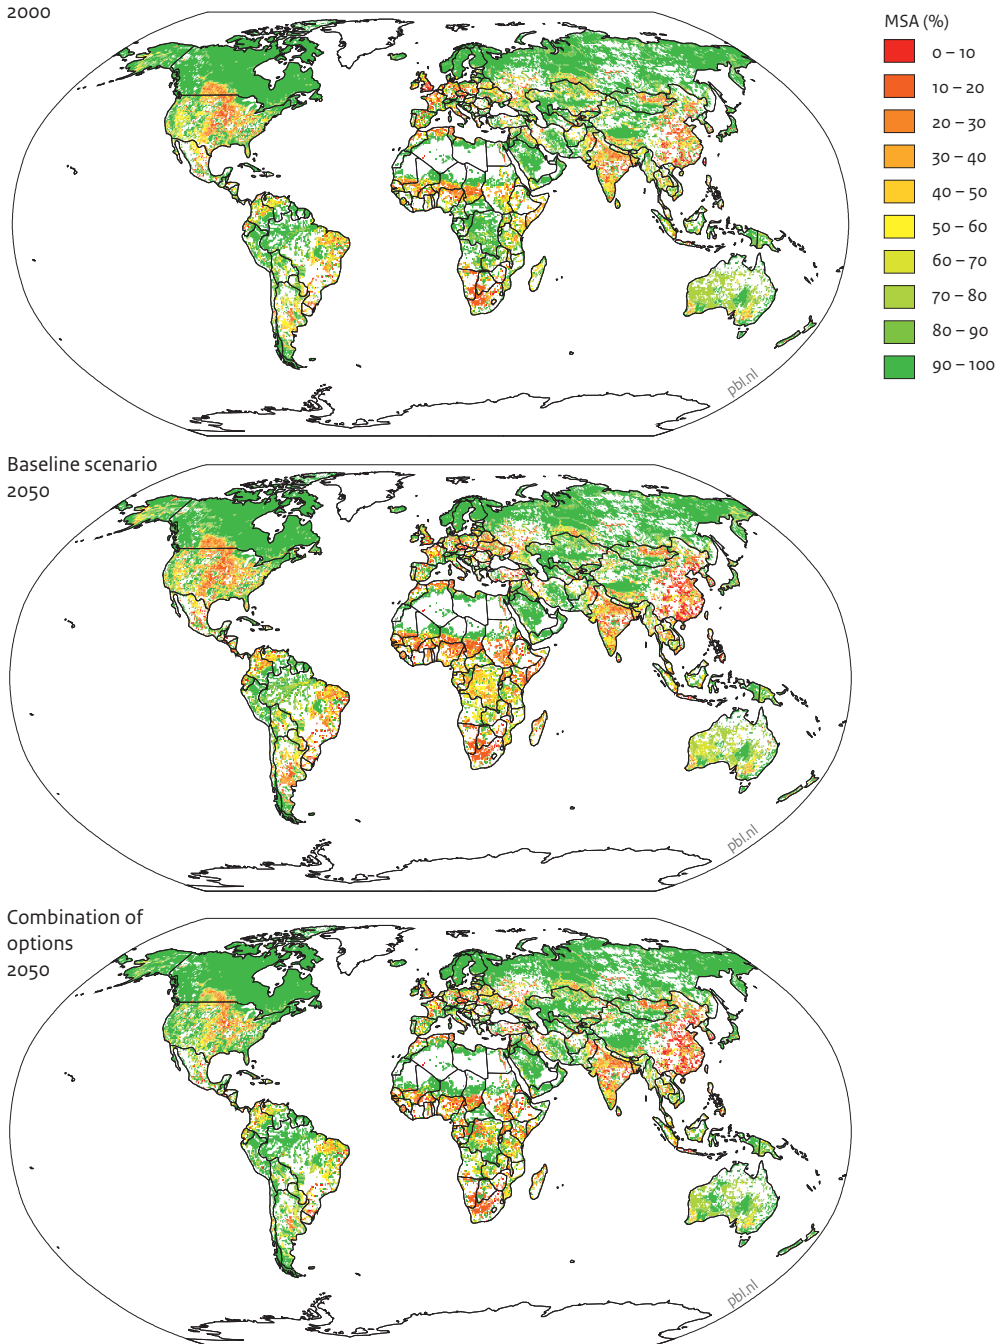 2000
MSA (%)
0 – 10
10 – 20
20 – 30
30 – 40
40 – 50
50 – 60
60 – 70
70 – 80
80 – 90
90 – 100
pbl.nl
Baseline scenario
2050
pbl.nl
Combination of
options
2050
pbl.nl